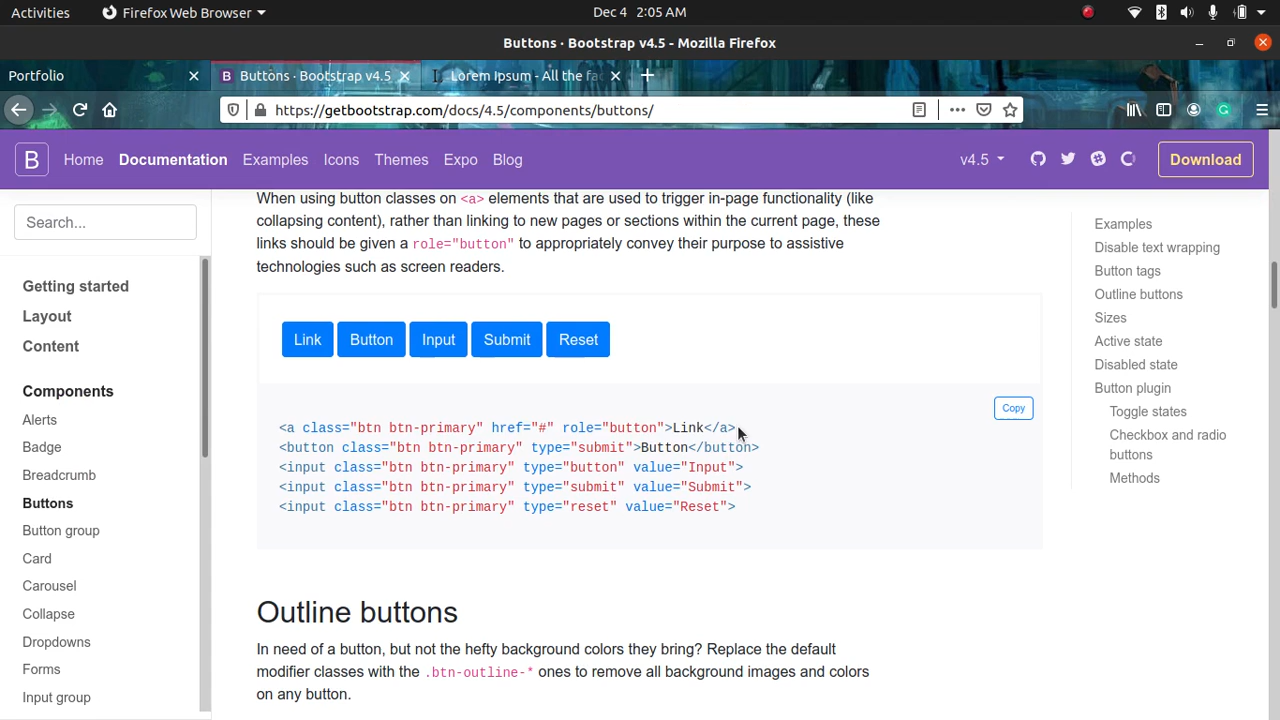 Activities Firefox Web Browser Dec 4 2:05 AM
Buttons · Bootstrap v4.5 - Mozilla Firefox
Portfolio Buttons · Bootstrap v4.5 Lorem Ipsum - All the fac
https://getbootstrap.com/docs/4.5/components/buttons/
B Home Documentation Examples Icons Themes Expo Blog v4.5 Download
Search...
Getting started
Layout
Content
Components
Alerts
Badge
Breadcrumb
Buttons
Button group
Card
Carousel
Collapse
Dropdowns
Forms
Input group
When using button classes on <a> elements that are used to trigger in-page functionality (like
collapsing content), rather than linking to new pages or sections within the current page, these
links should be given a role="button" to appropriately convey their purpose to assistive
technologies such as screen readers.
Link Button Input Submit Reset
Copy
<a class="btn btn-primary" href="#" role="button">Link</a>
<button class="btn btn-primary" type="submit">Button</button>
<input class="btn btn-primary" type="button" value="Input">
<input class="btn btn-primary" type="submit" value="Submit">
<input class="btn btn-primary" type="reset" value="Reset">
Outline buttons
In need of a button, but not the hefty background colors they bring? Replace the default
modifier classes with the .btn-outline-* ones to remove all background images and colors
on any button.
Examples
Disable text wrapping
Button tags
Outline buttons
Sizes
Active state
Disabled state
Button plugin
Toggle states
Checkbox and radio
buttons
Methods